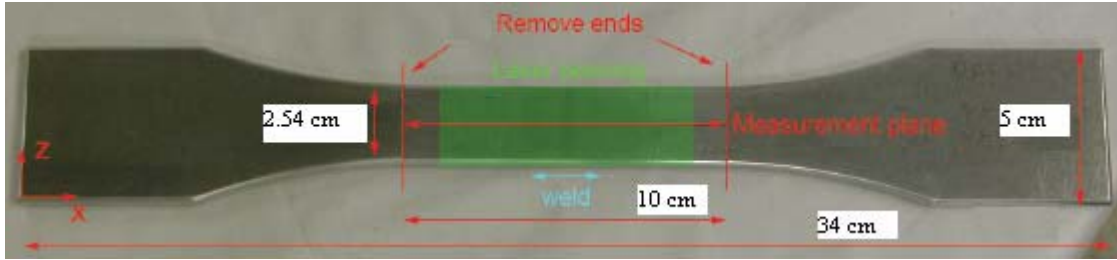 Remove ends
Laser peening
2.54 cm
Measurement plane
5 cm
Z
X
weld
10 cm
34 cm